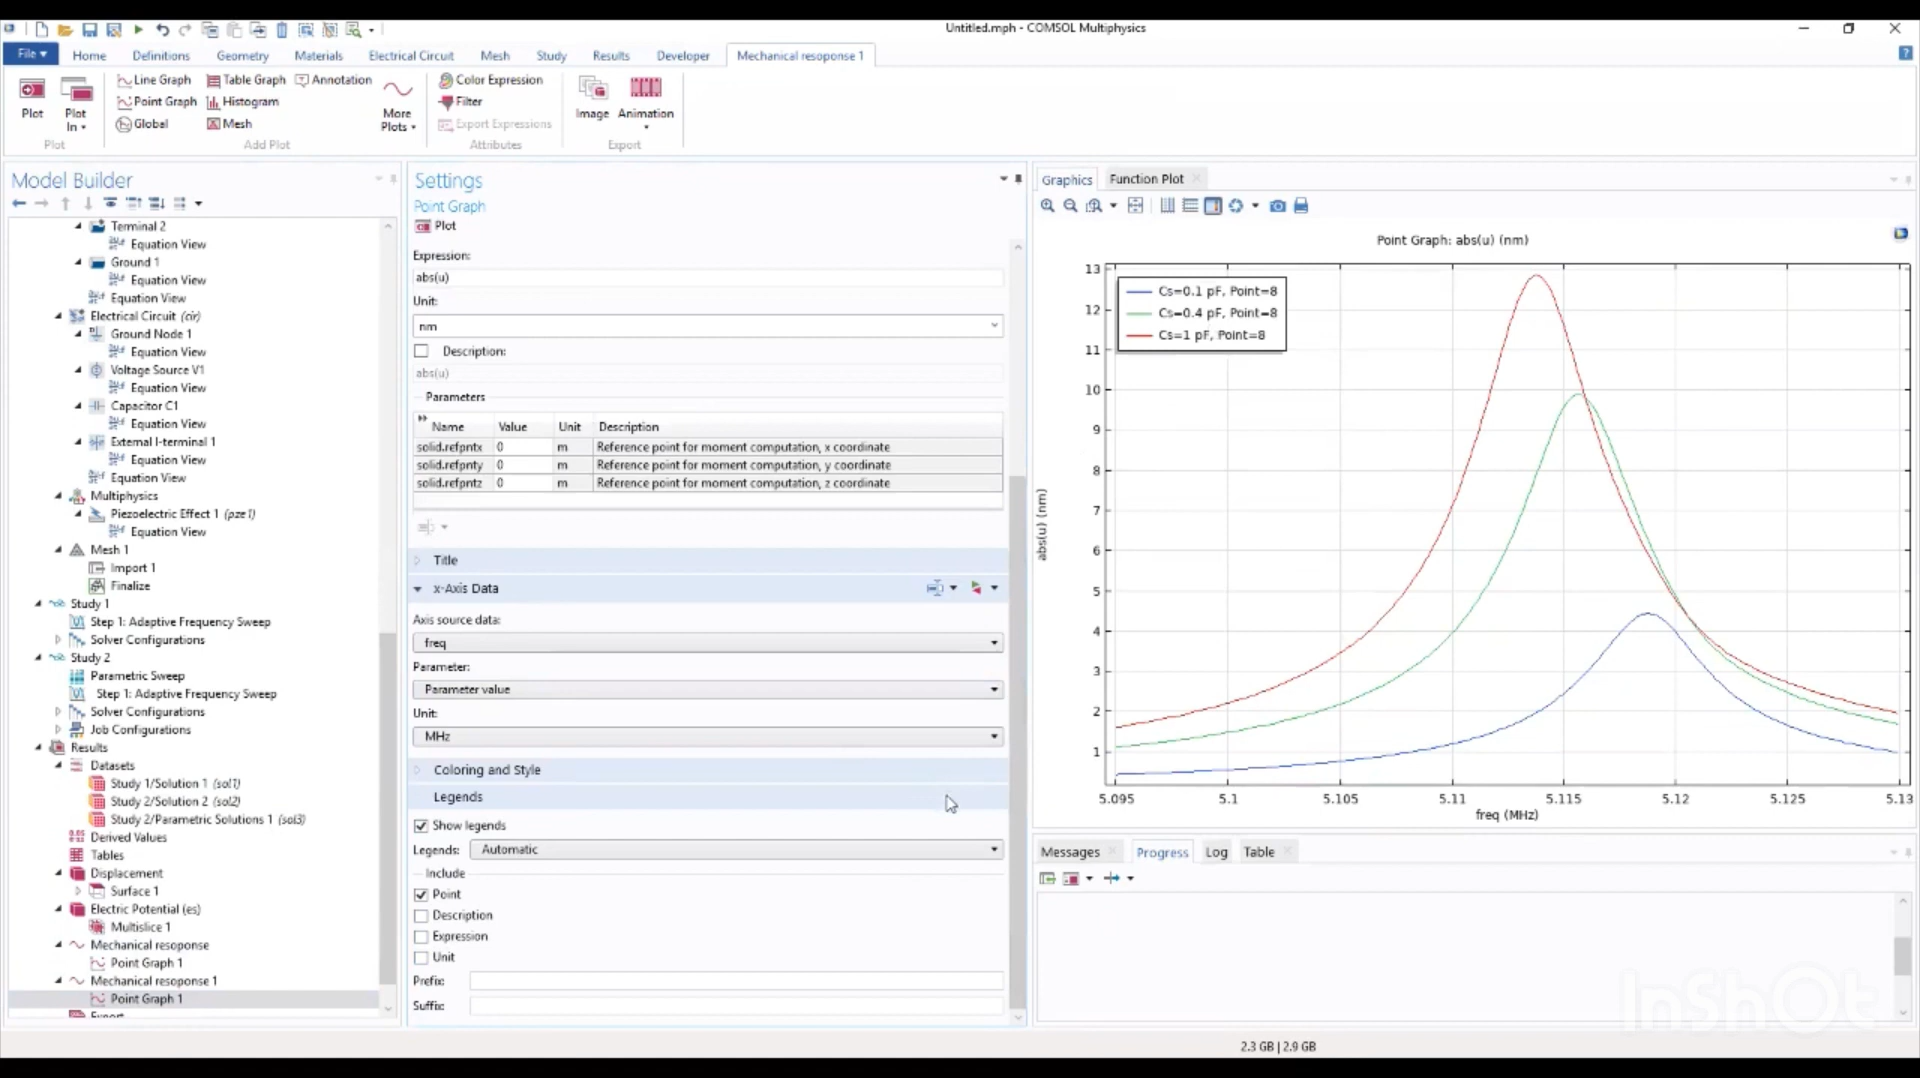 Untitled.mph - COMSOL Multiphysics
File Home Definitions Geometry Materials Electrical Circuit Mesh Study Results Developer Mechanical resoponse 1
Line Graph Table Graph Annotation Color Expression
Plot Plot In Point Graph Histogram More Plots Filter Image Animation
Global Mesh Export Expressions
Plot Add Plot Attributes Export
Model Builder
Terminal 2
Equation View
Ground 1
Equation View
Equation View
Electrical Circuit (cir)
Ground Node 1
Equation View
Voltage Source V1
Equation View
Capacitor C1
Equation View
External I-terminal 1
Equation View
Equation View
Multiphysics
Piezoelectric Effect 1 (pze1)
Equation View
Mesh 1
Import 1
Finalize
Study 1
Step 1: Adaptive Frequency Sweep
Solver Configurations
Study 2
Parametric Sweep
Step 1: Adaptive Frequency Sweep
Solver Configurations
Job Configurations
Results
Datasets
Study 1/Solution 1 (sol1)
Study 2/Solution 2 (sol2)
Study 2/Parametric Solutions 1 (sol3)
Derived Values
Tables
Displacement
Surface 1
Electric Potential (es)
Multislice 1
Mechanical resoponse
Point Graph 1
Mechanical resoponse 1
Point Graph 1
Export
Settings
Point Graph
Plot
Expression:
abs(u)
Unit:
nm
Description:
abs(u)
Parameters
Name Value Unit Description
solid.refpntx 0 m Reference point for moment computation, x coordinate
solid.refpnty 0 m Reference point for moment computation, y coordinate
solid.refpntz 0 m Reference point for moment computation, z coordinate
Title
x-Axis Data
Axis source data:
freq
Parameter:
Parameter value
Unit:
MHz
Coloring and Style
Legends
Show legends
Legends: Automatic
Include
Point
Description
Expression
Unit
Prefix:
Suffix:
Graphics Function Plot
Point Graph: abs(u) (nm)
13
12
11
10
9
8
7
6
5
4
3
2
1
abs(u) (nm)
Cs=0.1 pF, Point=8
Cs=0.4 pF, Point=8
Cs=1 pF, Point=8
5.095 5.1 5.105 5.11 5.115 5.12 5.125 5.13
freq (MHz)
Messages Progress Log Table
InShOt
2.3 GB | 2.9 GB